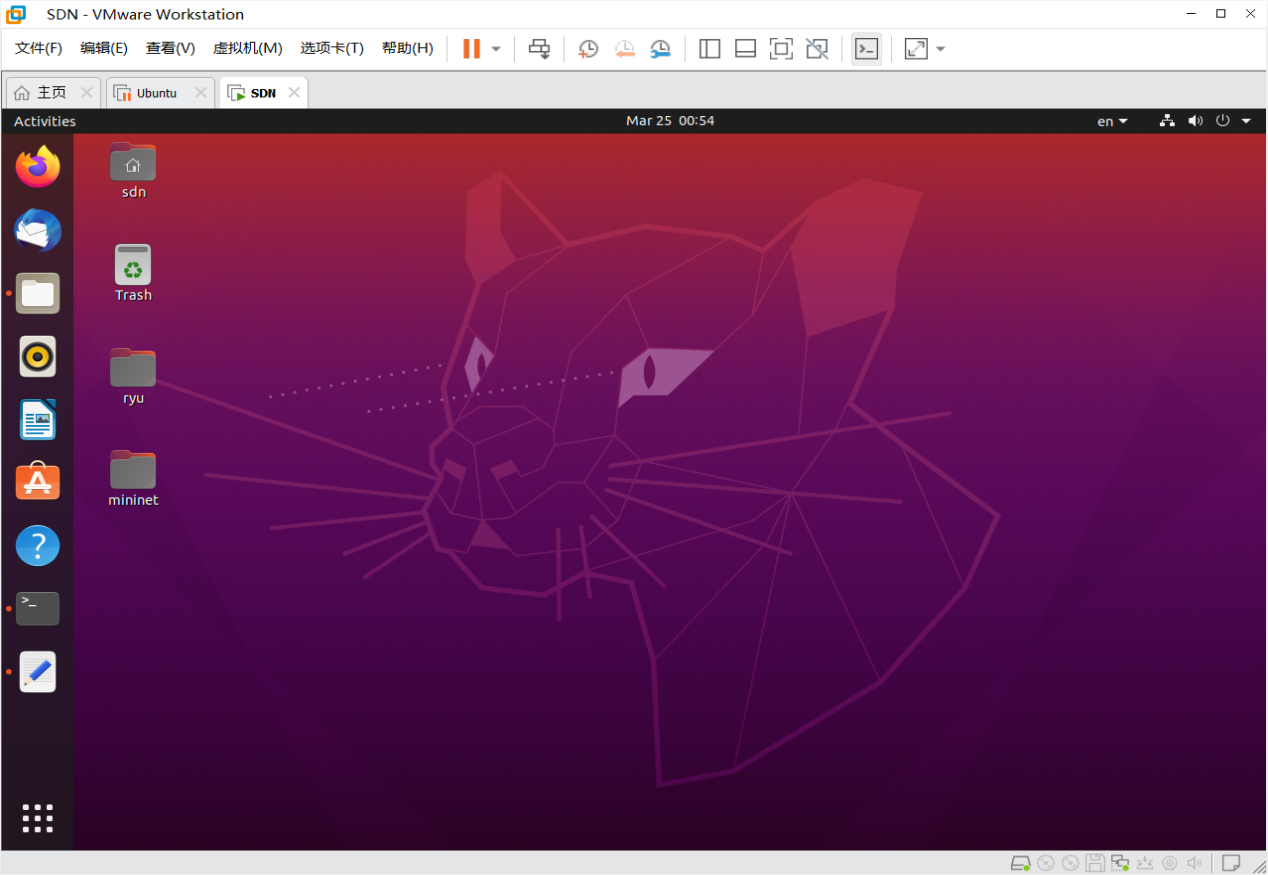 SDN - VMware Workstation
文件(F) 编辑(E) 查看(V) 虚拟机(M) 选项卡(T) 帮助(H)
主页 Ubuntu SDN
Activities Mar 25 00:54 en
sdn
Trash
ryu
mininet